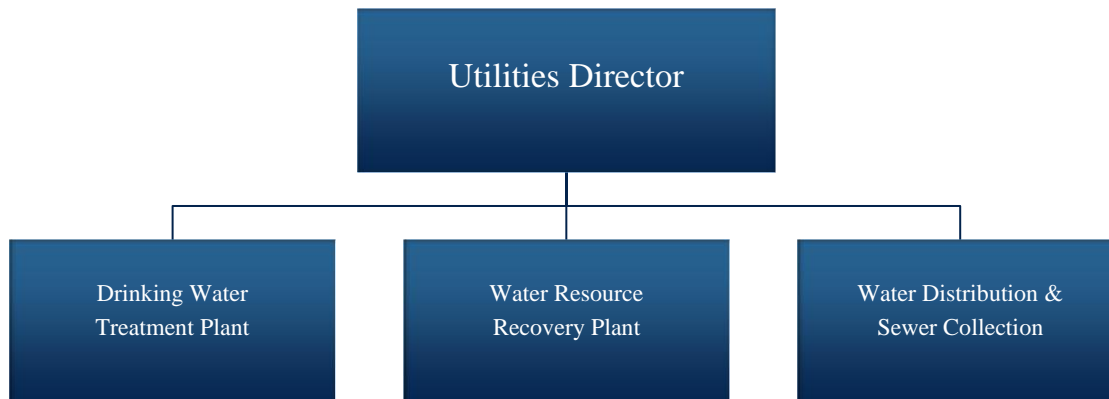 Utilities Director
Drinking Water
Treatment Plant
Water Resource
Recovery Plant
Water Distribution &
Sewer Collection